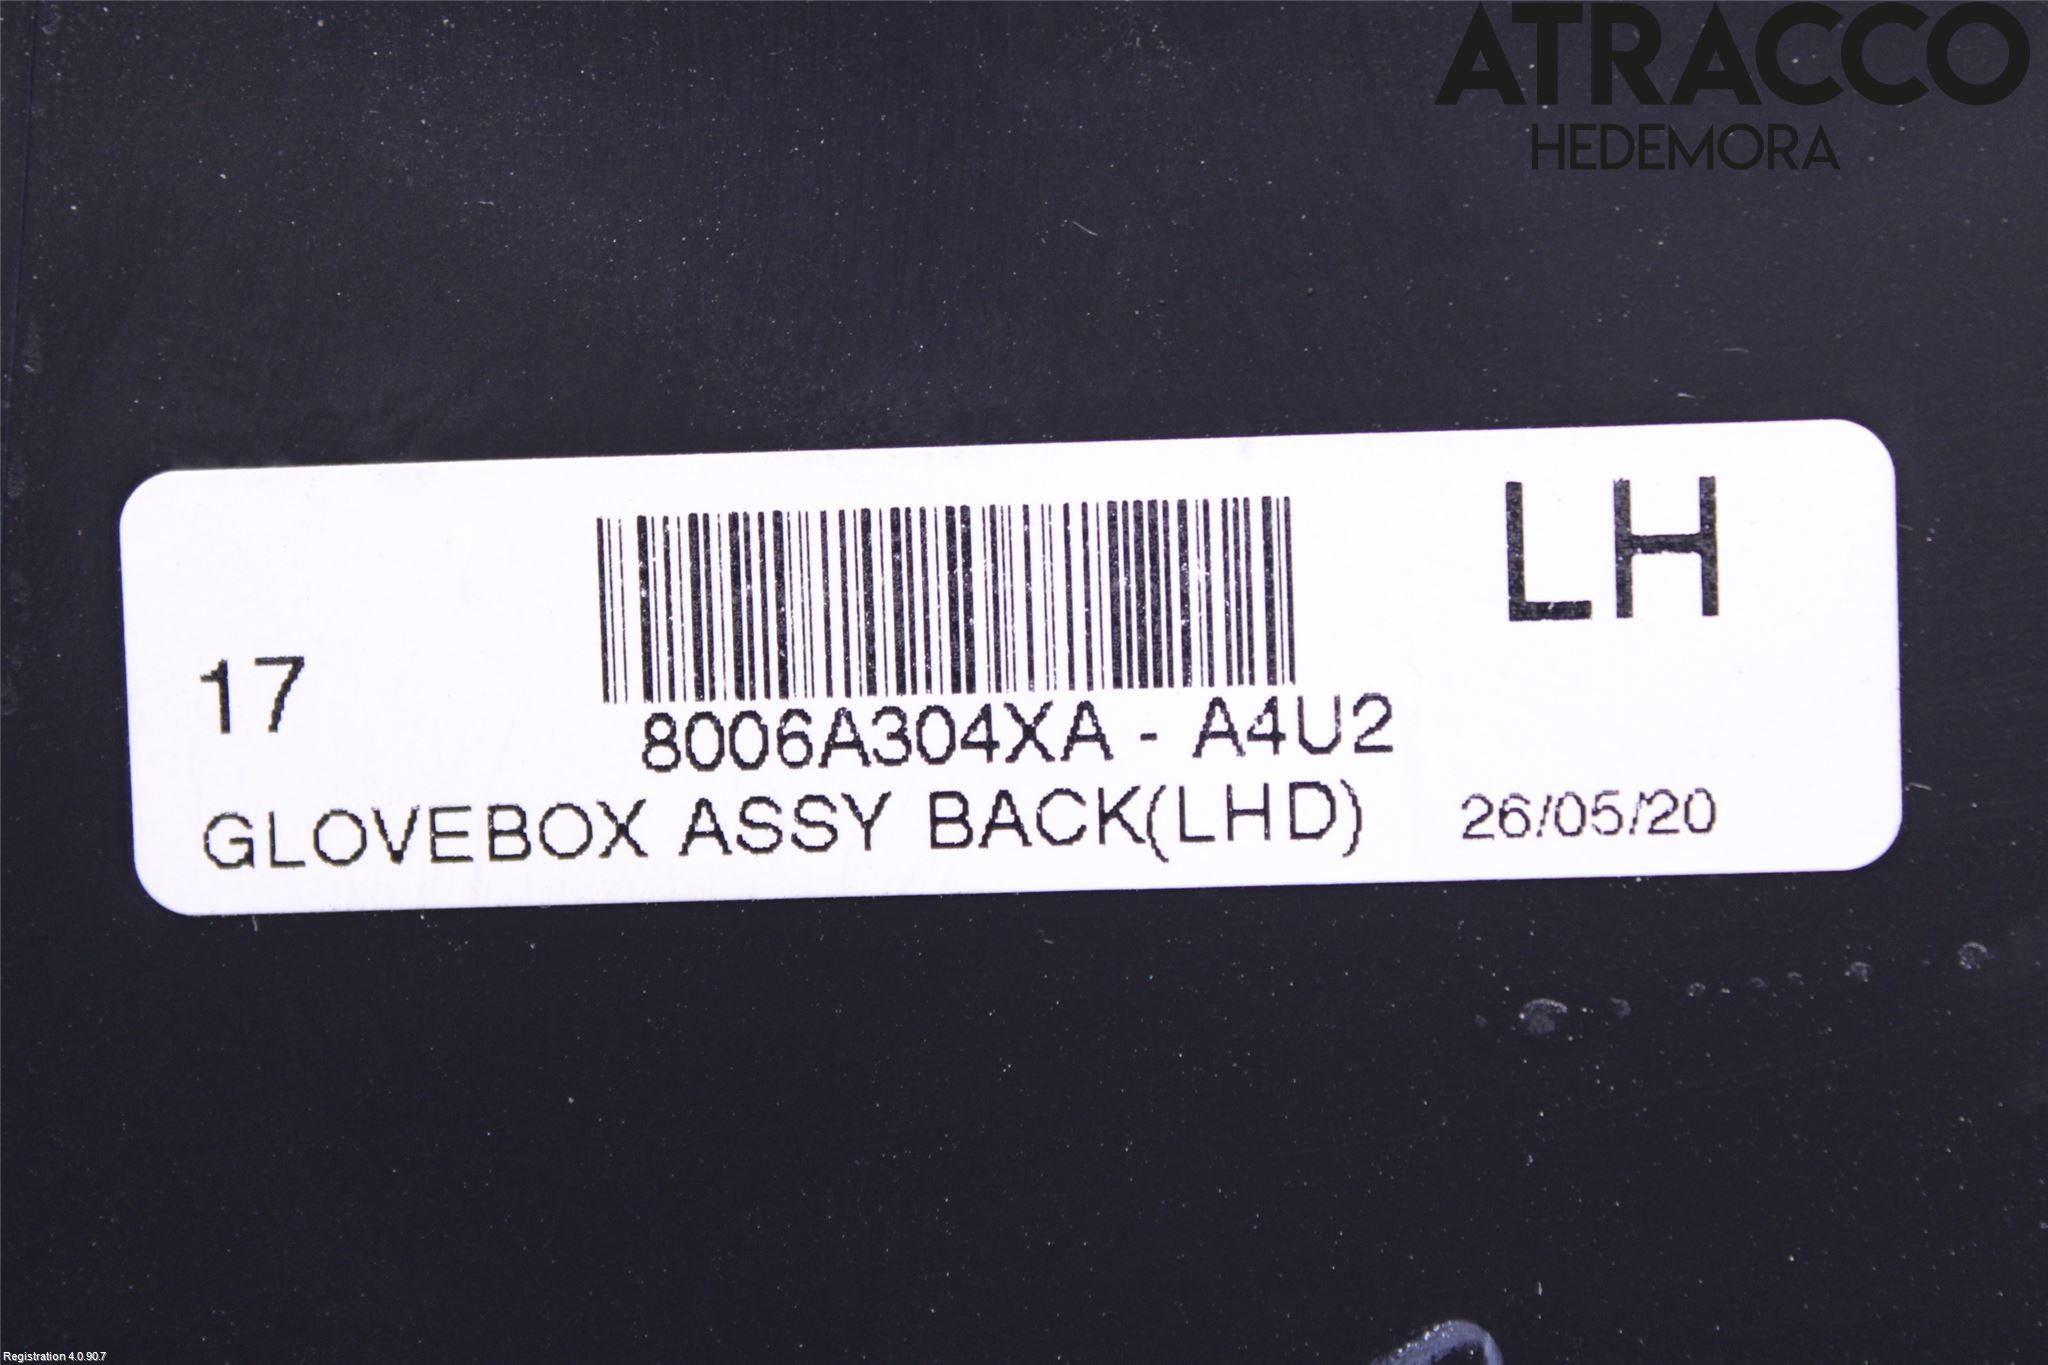 ATRACCO
HEDEMORA
LH
17
8006A304XA - A4U2
GLOVEBOX ASSY BACK(LHD) 26/05/20
Registration 4.0.90.7